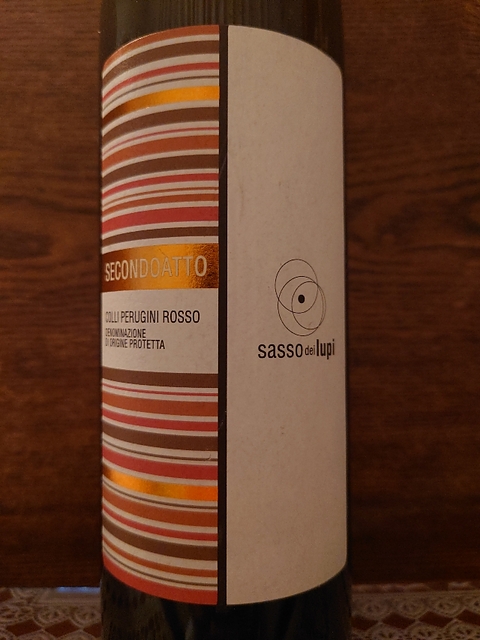 SECONDOATTO
COLLI PERUGINI ROSSO
DENOMINAZIONE
DI ORIGINE PROTETTA
sasso dei lupi